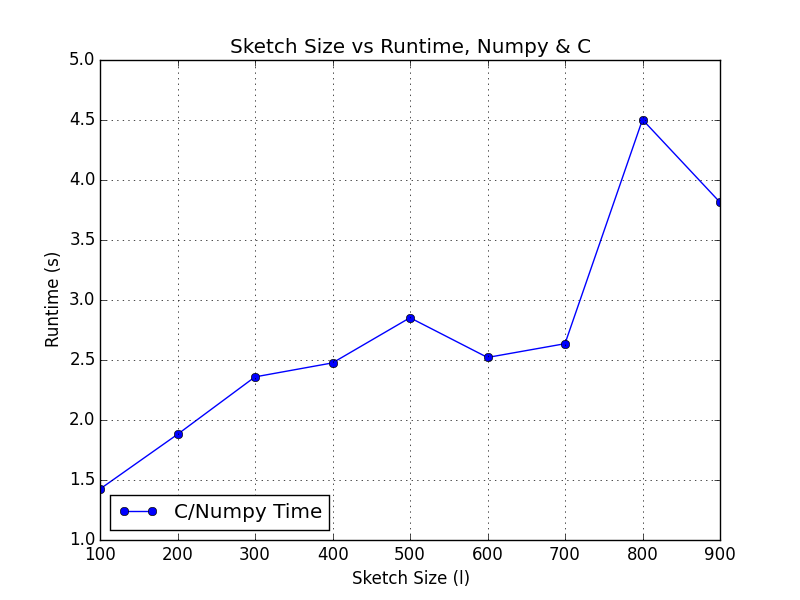 Sketch Size vs Runtime, Numpy & C
5.0
4.5
4.0
3.5
3.0
2.5
2.0
1.5
1.0
Runtime (s)
C/Numpy Time
100 200 300 400 500 600 700 800 900
Sketch Size (l)